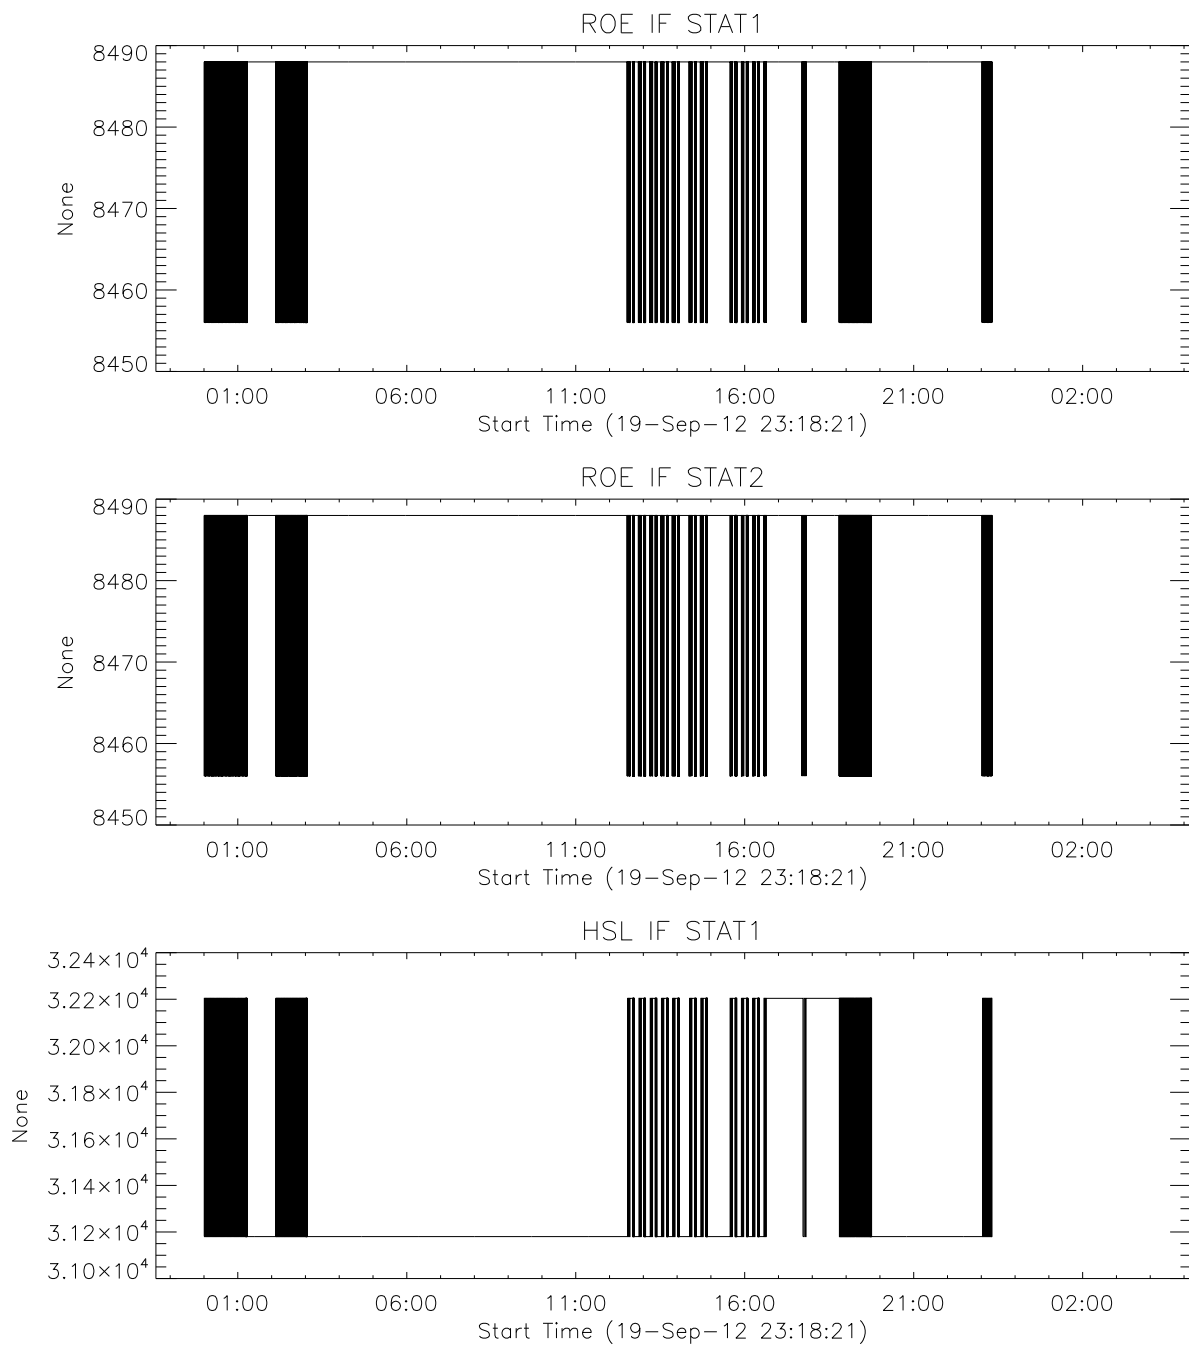 ROE IF STAT1
8490
8480
8470
8460
8450
None
01:00 06:00 11:00 16:00 21:00 02:00
Start Time (19-Sep-12 23:18:21)
ROE IF STAT2
8490
8480
8470
8460
8450
None
01:00 06:00 11:00 16:00 21:00 02:00
Start Time (19-Sep-12 23:18:21)
HSL IF STAT1
3.24×10⁴
3.22×10⁴
3.20×10⁴
3.18×10⁴
3.16×10⁴
3.14×10⁴
3.12×10⁴
3.10×10⁴
None
01:00 06:00 11:00 16:00 21:00 02:00
Start Time (19-Sep-12 23:18:21)